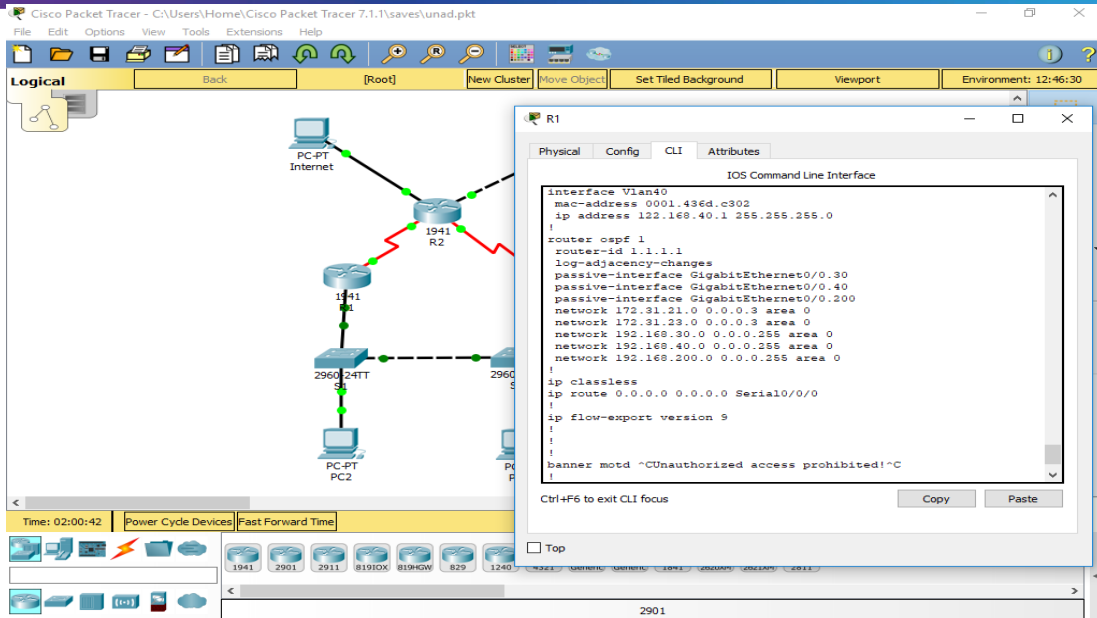 Cisco Packet Tracer - C:\Users\Home\Cisco Packet Tracer 7.1.1\saves\unad.pkt
File Edit Options View Tools Extensions Help
Logical Back [Root] New Cluster Move Object Set Tiled Background Viewport Environment: 12:46:30
PC-PT
Internet
1941
R2
1941
R1
2960-24TT
S1
2960
S
PC-PT
PC2
P
P
R1
Physical Config CLI Attributes
IOS Command Line Interface
interface Vlan40
mac-address 0001.436d.c302
ip address 122.168.40.1 255.255.255.0
!
router ospf 1
router-id 1.1.1.1
log-adjacency-changes
passive-interface GigabitEthernet0/0.30
passive-interface GigabitEthernet0/0.40
passive-interface GigabitEthernet0/0.200
network 172.31.21.0 0.0.0.3 area 0
network 172.31.23.0 0.0.0.3 area 0
network 192.168.30.0 0.0.0.255 area 0
network 192.168.40.0 0.0.0.255 area 0
network 192.168.200.0 0.0.0.255 area 0
!
ip classless
ip route 0.0.0.0 0.0.0.0 Serial0/0/0
!
ip flow-export version 9
!
!
!
banner motd ^CUnauthorized access prohibited!^C
!
Ctrl+F6 to exit CLI focus Copy Paste
Top
Time: 02:00:42 Power Cycle Devices Fast Forward Time
1941 2901 2911 819IOX 819HGW 829 1240 4321 Generic Generic 1841 2620XM 2621XM 2811
2901